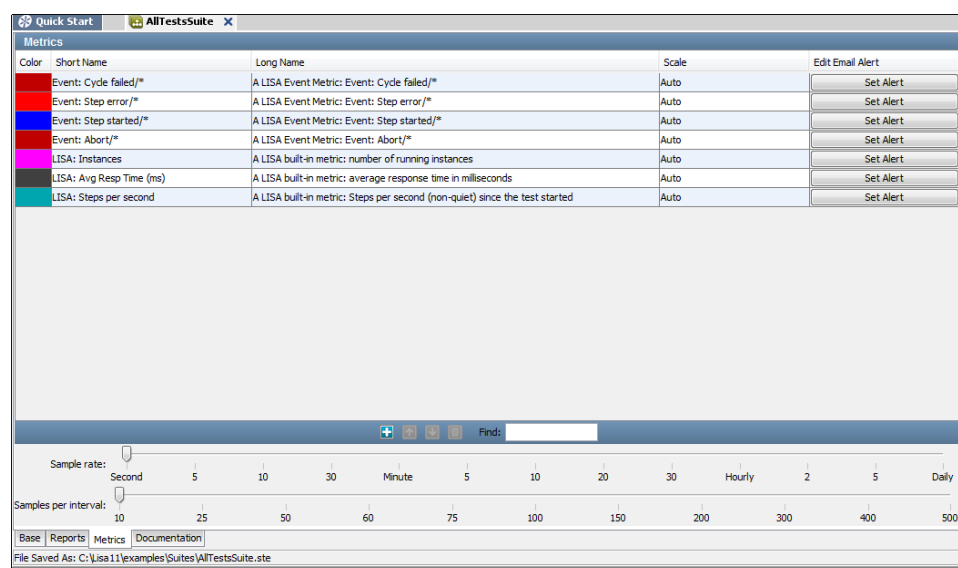 Quick Start AllTestsSuite X
Metrics
Color Short Name Long Name Scale Edit Email Alert
Event: Cycle failed/* A LISA Event Metric: Event: Cycle failed/* Auto Set Alert
Event: Step error/* A LISA Event Metric: Event: Step error/* Auto Set Alert
Event: Step started/* A LISA Event Metric: Event: Step started/* Auto Set Alert
Event: Abort/* A LISA Event Metric: Event: Abort/* Auto Set Alert
LISA: Instances A LISA built-in metric: number of running instances Auto Set Alert
LISA: Avg Resp Time (ms) A LISA built-in metric: average response time in milliseconds Auto Set Alert
LISA: Steps per second A LISA built-in metric: Steps per second (non-quiet) since the test started Auto Set Alert
Find:
Sample rate:
Second 5 10 30 Minute 5 10 20 30 Hourly 2 5 Daily
Samples per interval:
10 25 50 60 75 100 150 200 300 400 500
Base Reports Metrics Documentation
File Saved As: C:\Lisa11\examples\Suites\AllTestsSuite.ste